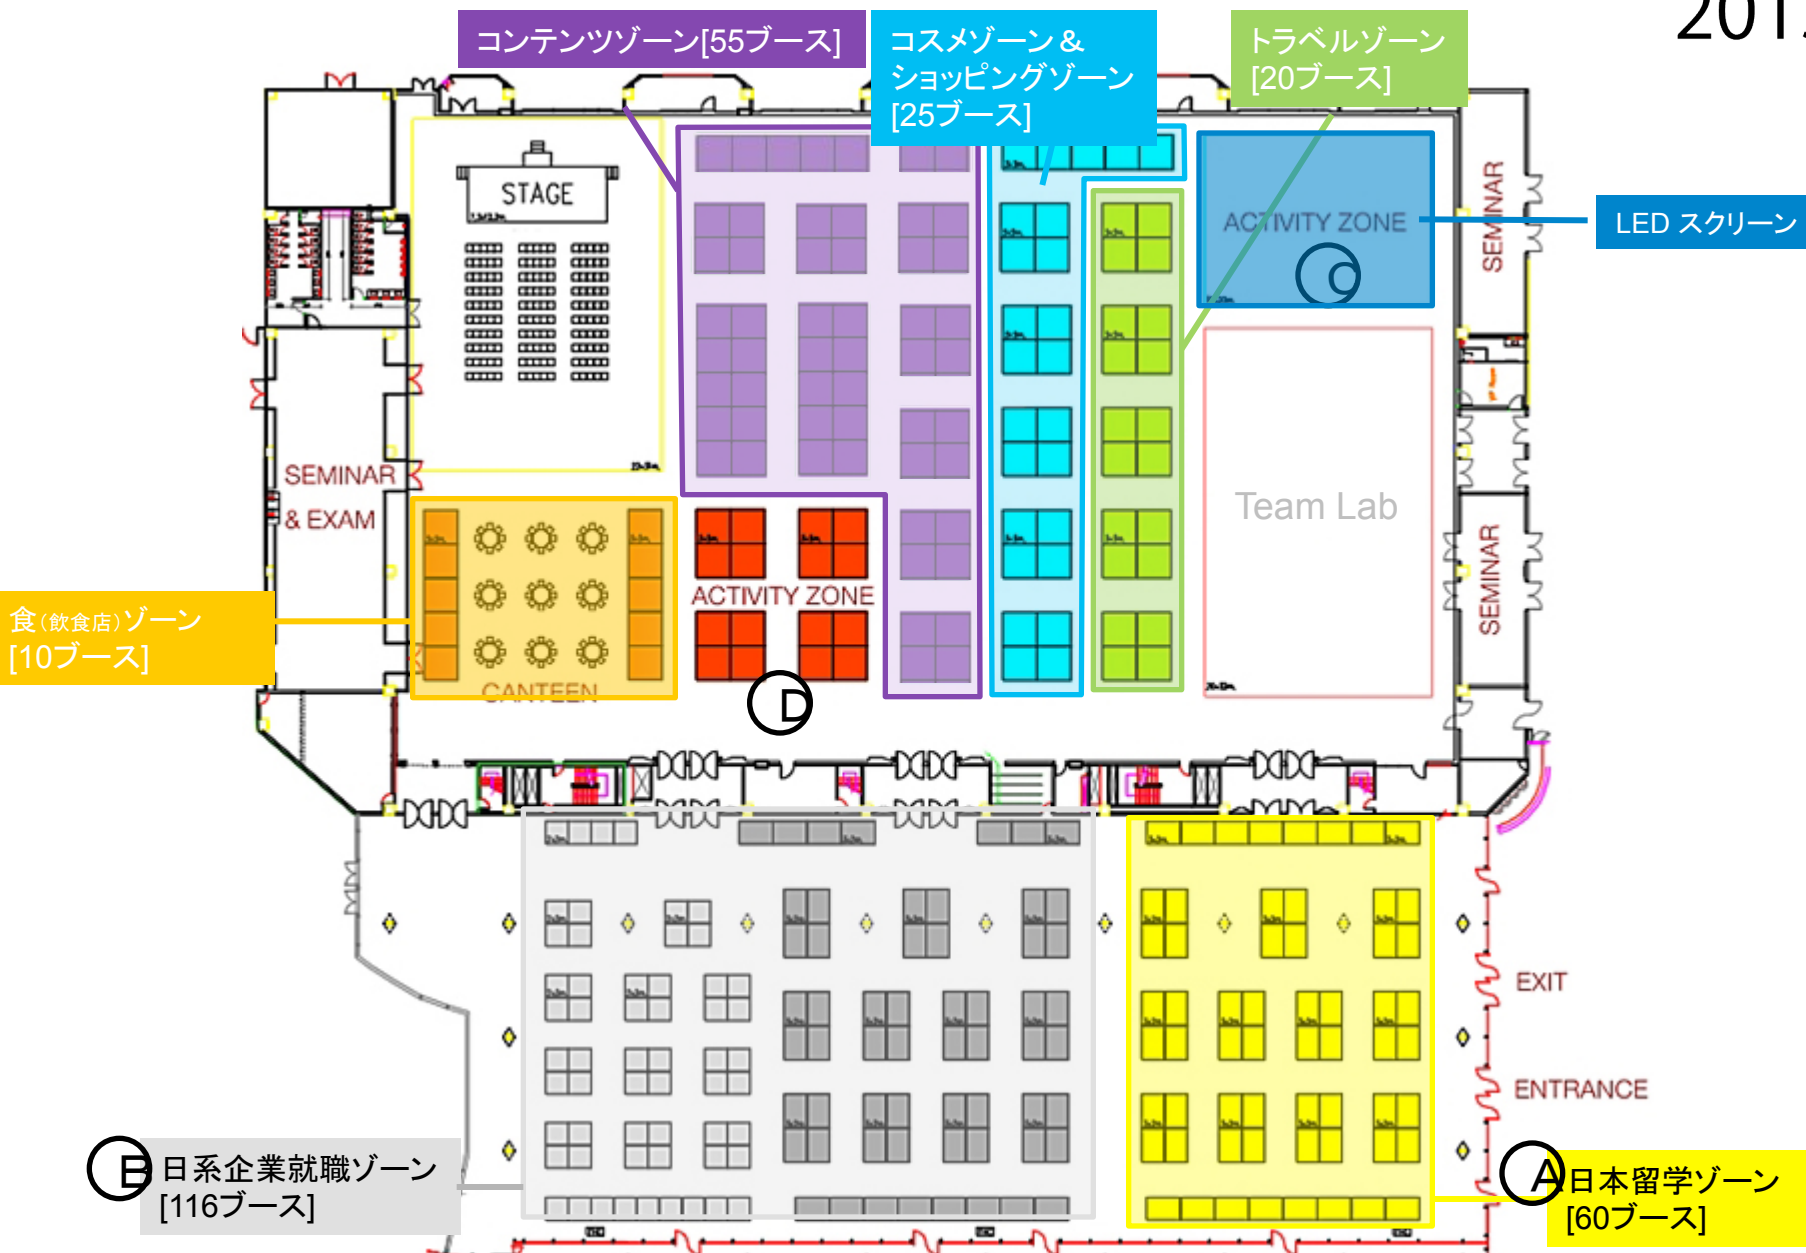 コンテンツゾーン[55ブース]
コスメゾーン &
ショッピングゾーン
[25ブース]
トラベルゾーン
[20ブース]
STAGE
ACTIVITY ZONE
C
LED スクリーン
SEMINAR
SEMINAR
& EXAM
Team Lab
SEMINAR
ACTIVITY ZONE
食(飲食店)ゾーン
[10ブース]
CANTEEN
D
EXIT
ENTRANCE
B
日系企業就職ゾーン
[116ブース]
A
日本留学ゾーン
[60ブース]